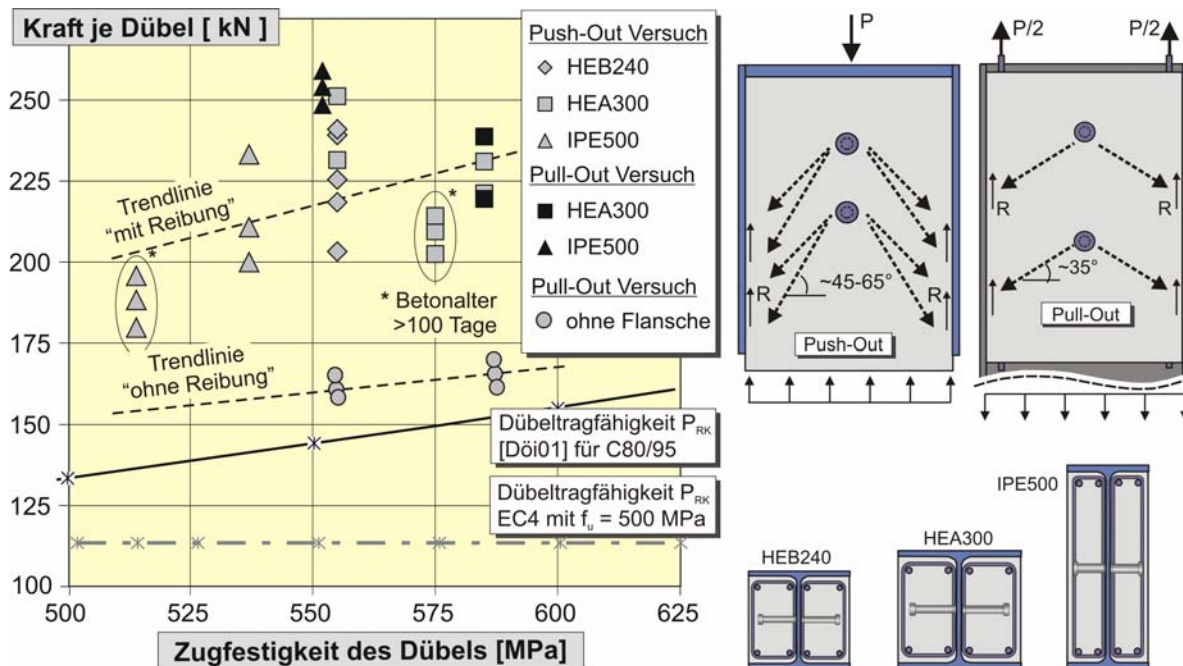 Kraft je Dübel [ kN ]
250
225
200
175
150
125
100
500
525
550
575
600
625
Zugfestigkeit des Dübels [MPa]
Trendlinie
“mit Reibung”
*
*
* Betonalter
>100 Tage
Trendlinie
“ohne Reibung”
Push-Out Versuch
HEB240
HEA300
IPE500
Pull-Out Versuch
HEA300
IPE500
Pull-Out Versuch
ohne Flansche
Dübeltragfähigkeit PRK
[Döi01] für C80/95
Dübeltragfähigkeit PRK
EC4 mit fu = 500 MPa
P
R
R
~45-65°
Push-Out
P/2
P/2
R
R
~35°
Pull-Out
HEB240
HEA300
IPE500